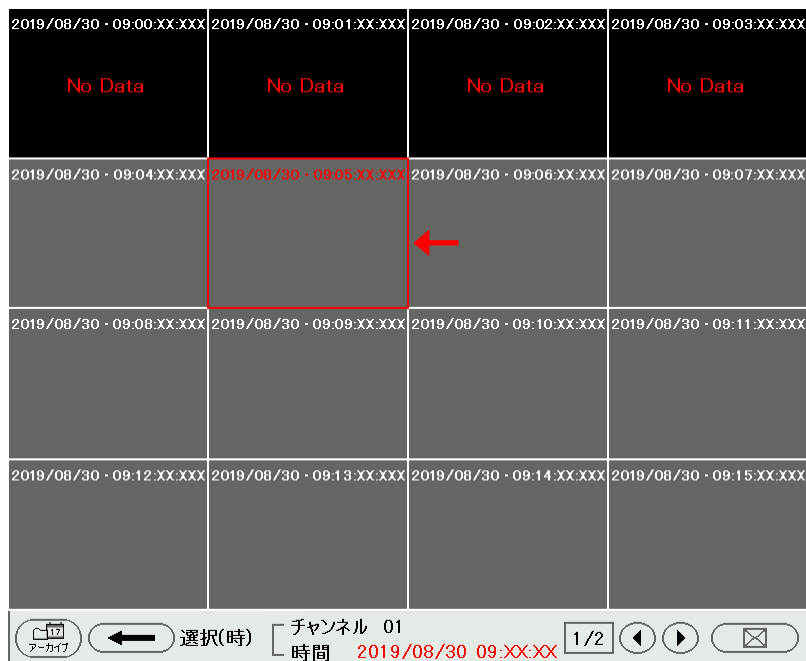 2019/08/30 - 09:00:XX:XXX 2019/08/30 - 09:01:XX:XXX 2019/08/30 - 09:02:XX:XXX 2019/08/30 - 09:03:XX:XXX
No Data No Data No Data No Data
2019/08/30 - 09:04:XX:XXX 2019/08/30 - 09:05:XX:XXX 2019/08/30 - 09:06:XX:XXX 2019/08/30 - 09:07:XX:XXX
2019/08/30 - 09:08:XX:XXX 2019/08/30 - 09:09:XX:XXX 2019/08/30 - 09:10:XX:XXX 2019/08/30 - 09:11:XX:XXX
2019/08/30 - 09:12:XX:XXX 2019/08/30 - 09:13:XX:XXX 2019/08/30 - 09:14:XX:XXX 2019/08/30 - 09:15:XX:XXX
17
アーカイブ
選択(時)
チャンネル 01
時間 2019/08/30 09:XX:XX
1/2